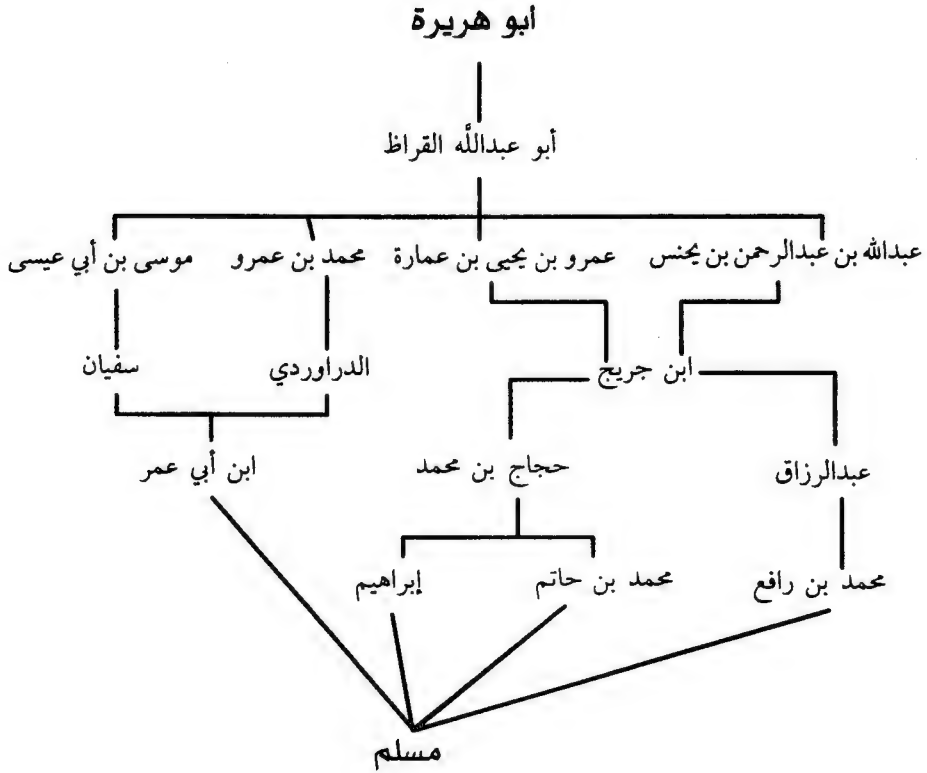 أبو هريرة
أبو عبداللَّه القراظ
عبدالله بن عبدالرحمن بن يحنس
عمرو بن يحيى بن عمارة
محمد بن عمرو
موسى بن أبي عيسى
ابن جريج
الدراوردي
سفيان
عبدالرزاق
حجاج بن محمد
ابن أبي عمر
محمد بن رافع
محمد بن حاتم
إبراهيم
مسلم